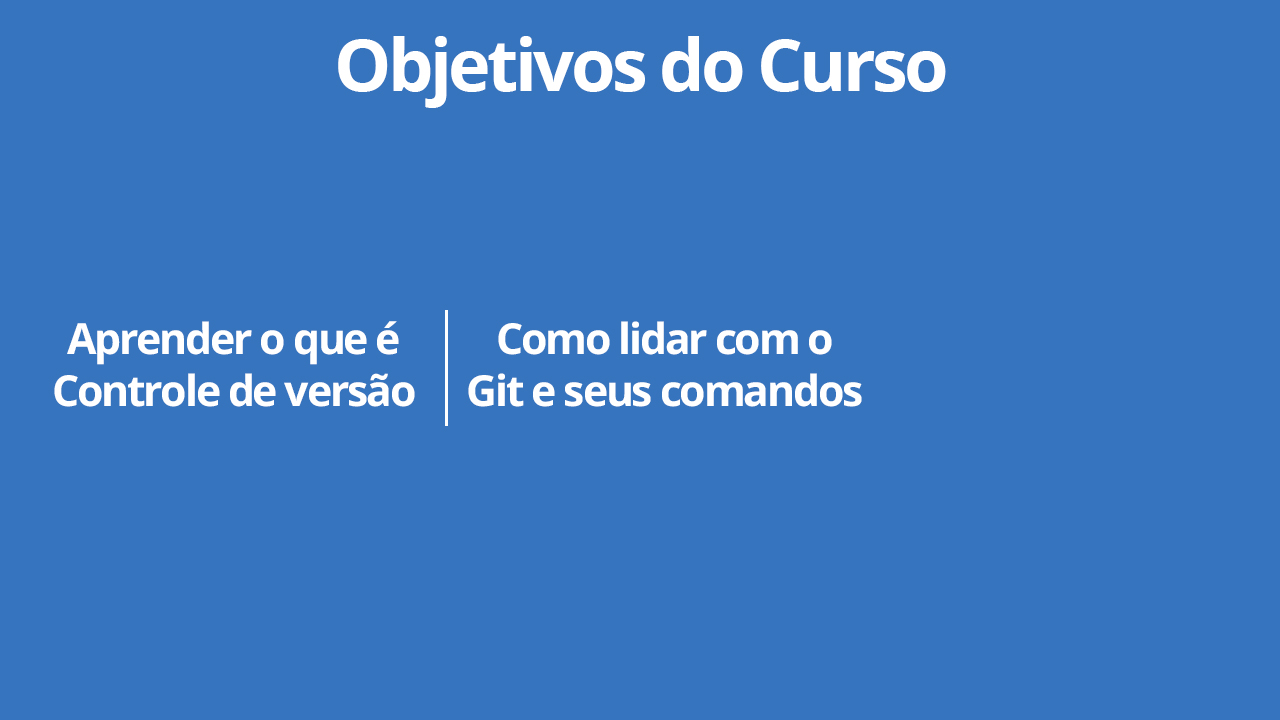 Objetivos do Curso
Aprender o que é
Controle de versão
Como lidar com o
Git e seus comandos